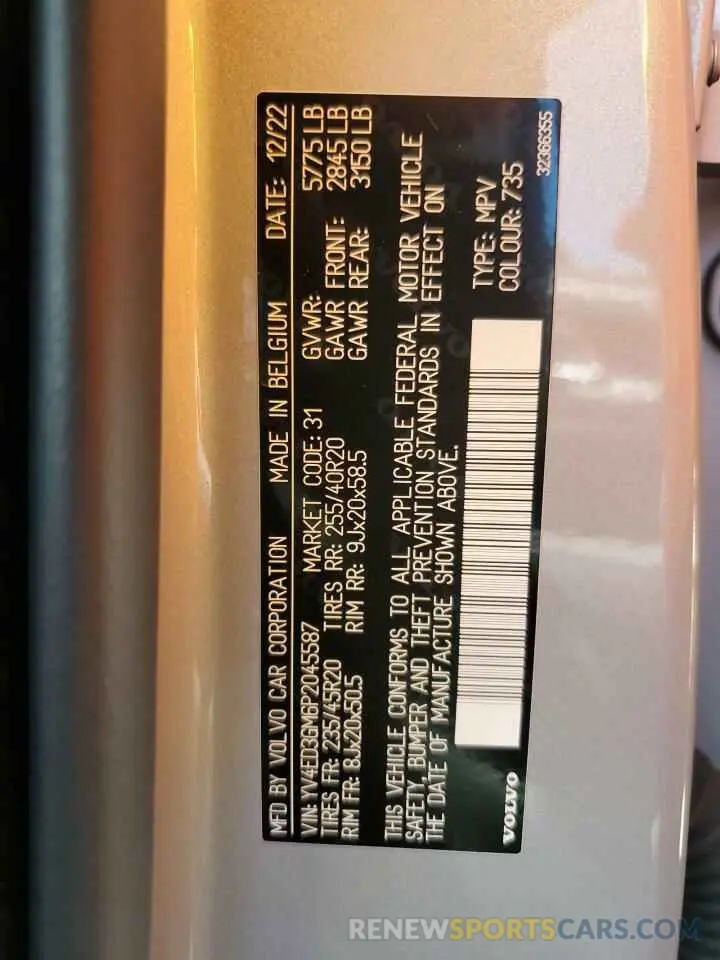 MFD BY VOLVO CAR CORPORATION MADE IN BELGIUM DATE: 12/22
VIN: YV4ED3GM8P2045587 MARKET CODE: 31 GVWR: 5775 LB
TIRES FR: 235/45R20 TIRES RR: 255/40R20 GAWR FRONT: 2845 LB
RIM FR: 8Jx20x50.5 RIM RR: 9Jx20x58.5 GAWR REAR: 3150 LB
THIS VEHICLE CONFORMS TO ALL APPLICABLE FEDERAL MOTOR VEHICLE
SAFETY, BUMPER AND THEFT PREVENTION STANDARDS IN EFFECT ON
THE DATE OF MANUFACTURE SHOWN ABOVE.
TYPE: MPV
COLOUR: 735
VOLVO
32366355
RENEWSPORTSCARS.COM